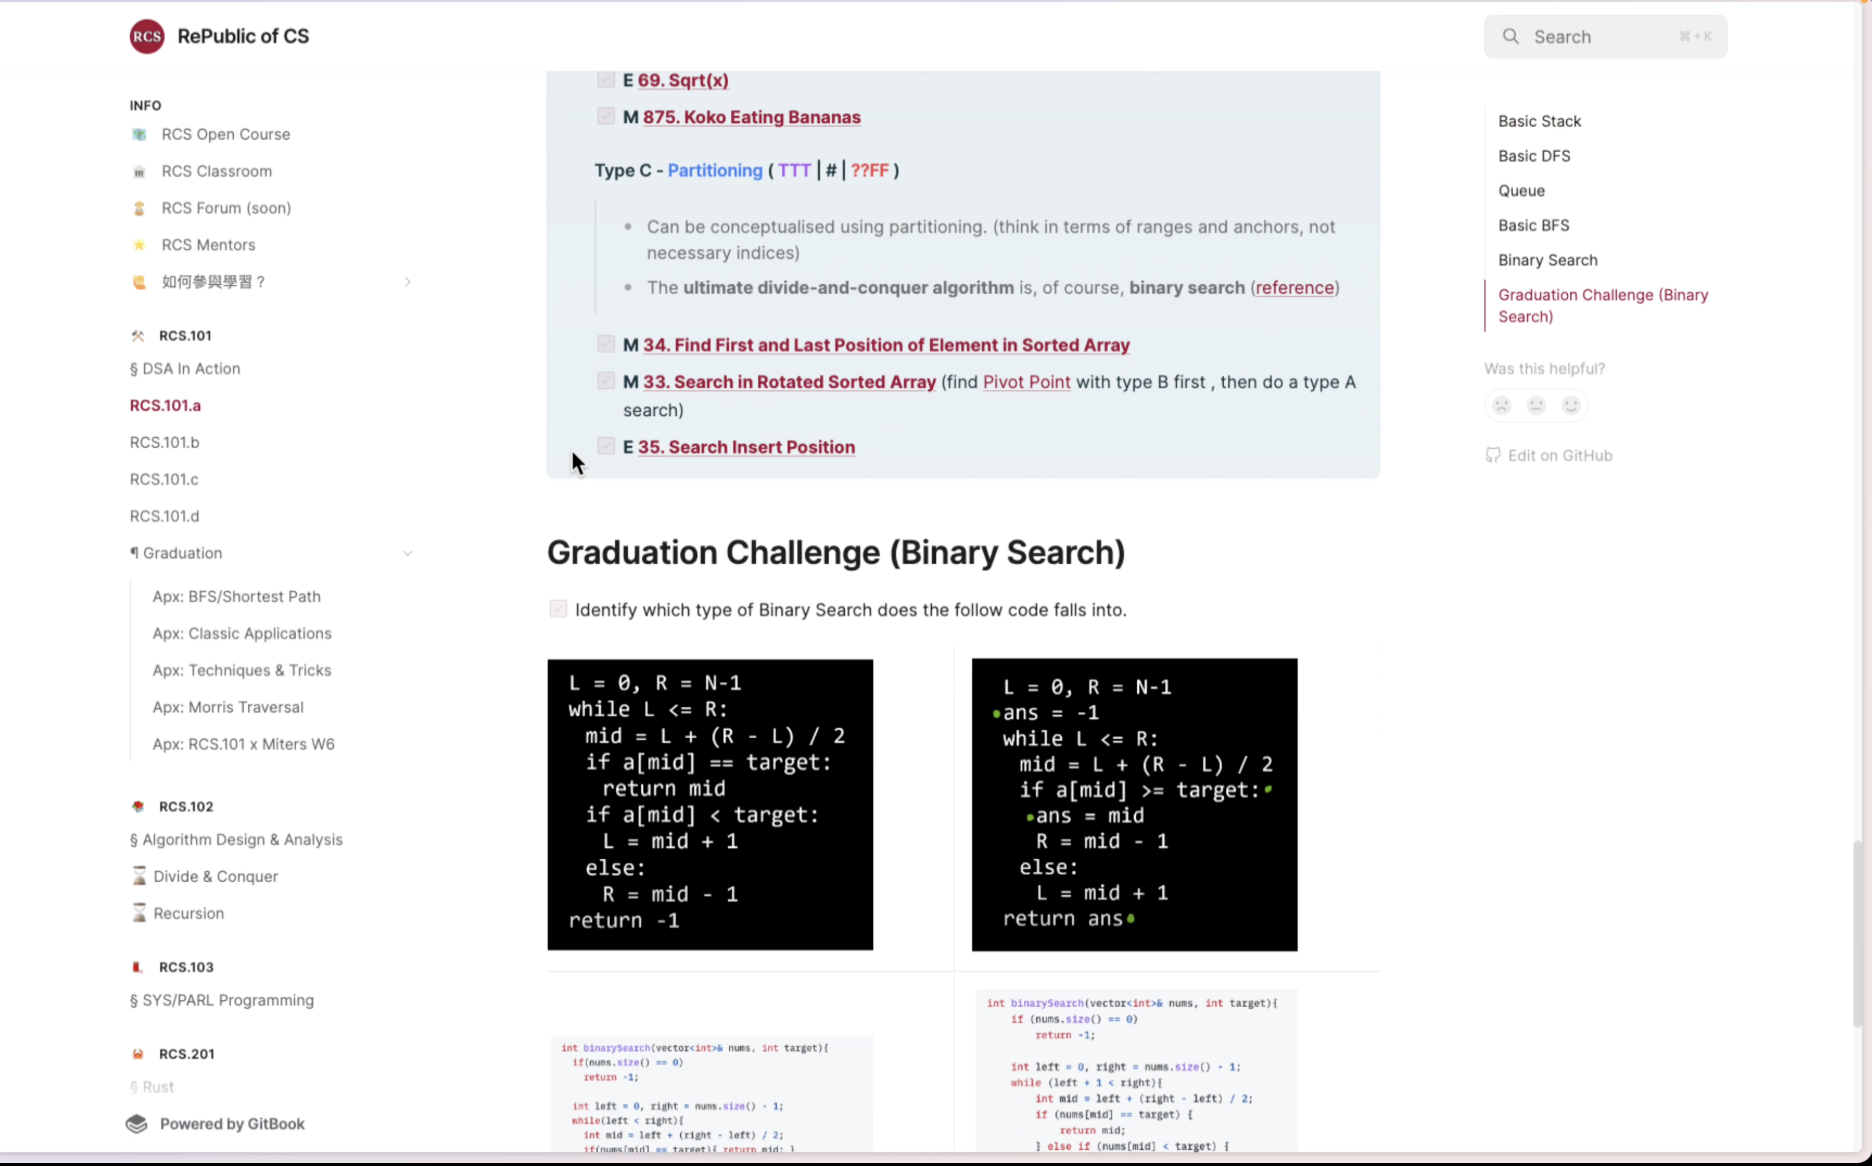 RCS RePublic of CS
Search ⌘ + K
INFO
RCS Open Course
RCS Classroom
RCS Forum (soon)
RCS Mentors
如何參與學習？
RCS.101
§ DSA In Action
RCS.101.a
RCS.101.b
RCS.101.c
RCS.101.d
¶ Graduation
Apx: BFS/Shortest Path
Apx: Classic Applications
Apx: Techniques & Tricks
Apx: Morris Traversal
Apx: RCS.101 x Miters W6
RCS.102
§ Algorithm Design & Analysis
Divide & Conquer
Recursion
RCS.103
§ SYS/PARL Programming
RCS.201
§ Rust
Powered by GitBook
E 69. Sqrt(x)
M 875. Koko Eating Bananas
Type C - Partitioning ( TTT | # | ??FF )
• Can be conceptualised using partitioning. (think in terms of ranges and anchors, not
necessary indices)
• The ultimate divide-and-conquer algorithm is, of course, binary search (reference)
M 34. Find First and Last Position of Element in Sorted Array
M 33. Search in Rotated Sorted Array (find Pivot Point with type B first , then do a type A
search)
E 35. Search Insert Position
Graduation Challenge (Binary Search)
Identify which type of Binary Search does the follow code falls into.
L = 0, R = N-1
while L <= R:
mid = L + (R - L) / 2
if a[mid] == target:
return mid
if a[mid] < target:
L = mid + 1
else:
R = mid - 1
return -1
L = 0, R = N-1
ans = -1
while L <= R:
mid = L + (R - L) / 2
if a[mid] >= target:
ans = mid
R = mid - 1
else:
L = mid + 1
return ans
int binarySearch(vector<int>& nums, int target){
if(nums.size() == 0)
return -1;
int left = 0, right = nums.size() - 1;
while(left < right){
int mid = left + (right - left) / 2;
if(nums[mid] == target){ return mid; }
int binarySearch(vector<int>& nums, int target){
if (nums.size() == 0)
return -1;
int left = 0, right = nums.size() - 1;
while (left + 1 < right){
int mid = left + (right - left) / 2;
if (nums[mid] == target) {
return mid;
} else if (nums[mid] < target) {
Basic Stack
Basic DFS
Queue
Basic BFS
Binary Search
Graduation Challenge (Binary
Search)
Was this helpful?
Edit on GitHub